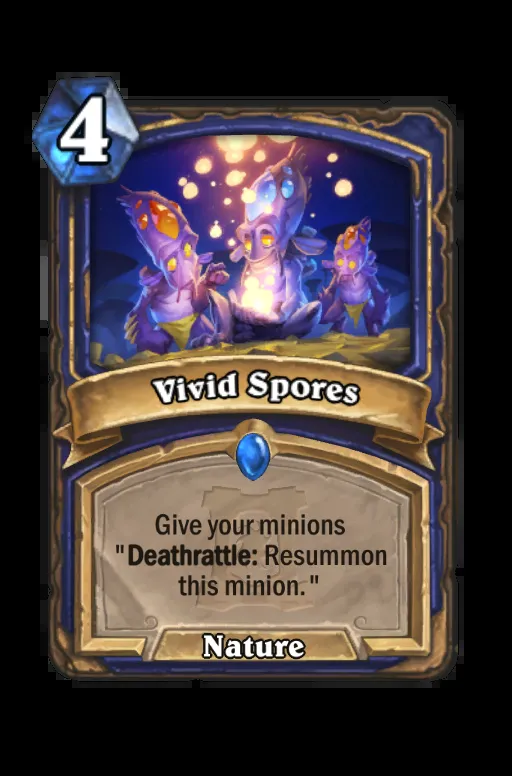 4
Vivid Spores
Give your minions
"Deathrattle: Resummon
this minion."
Nature